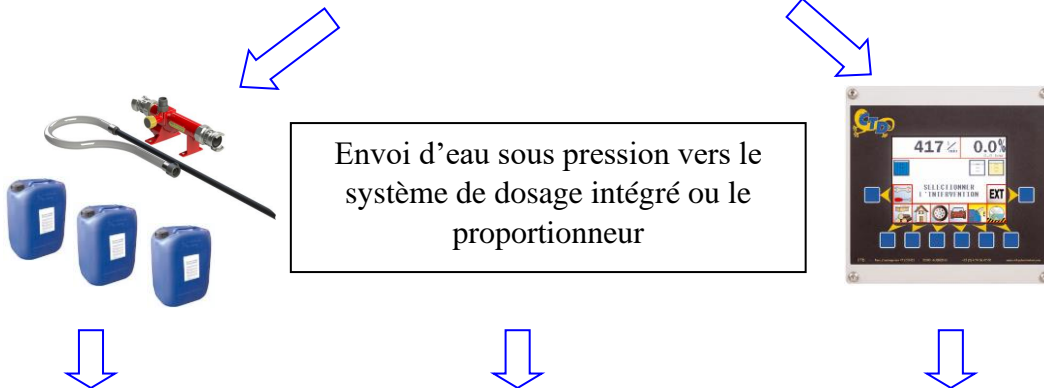 Envoi d’eau sous pression vers le
système de dosage intégré ou le
proportionneur
CTD
417
0.0%
SELECTIONNER
L'INTERVENTION
EXT